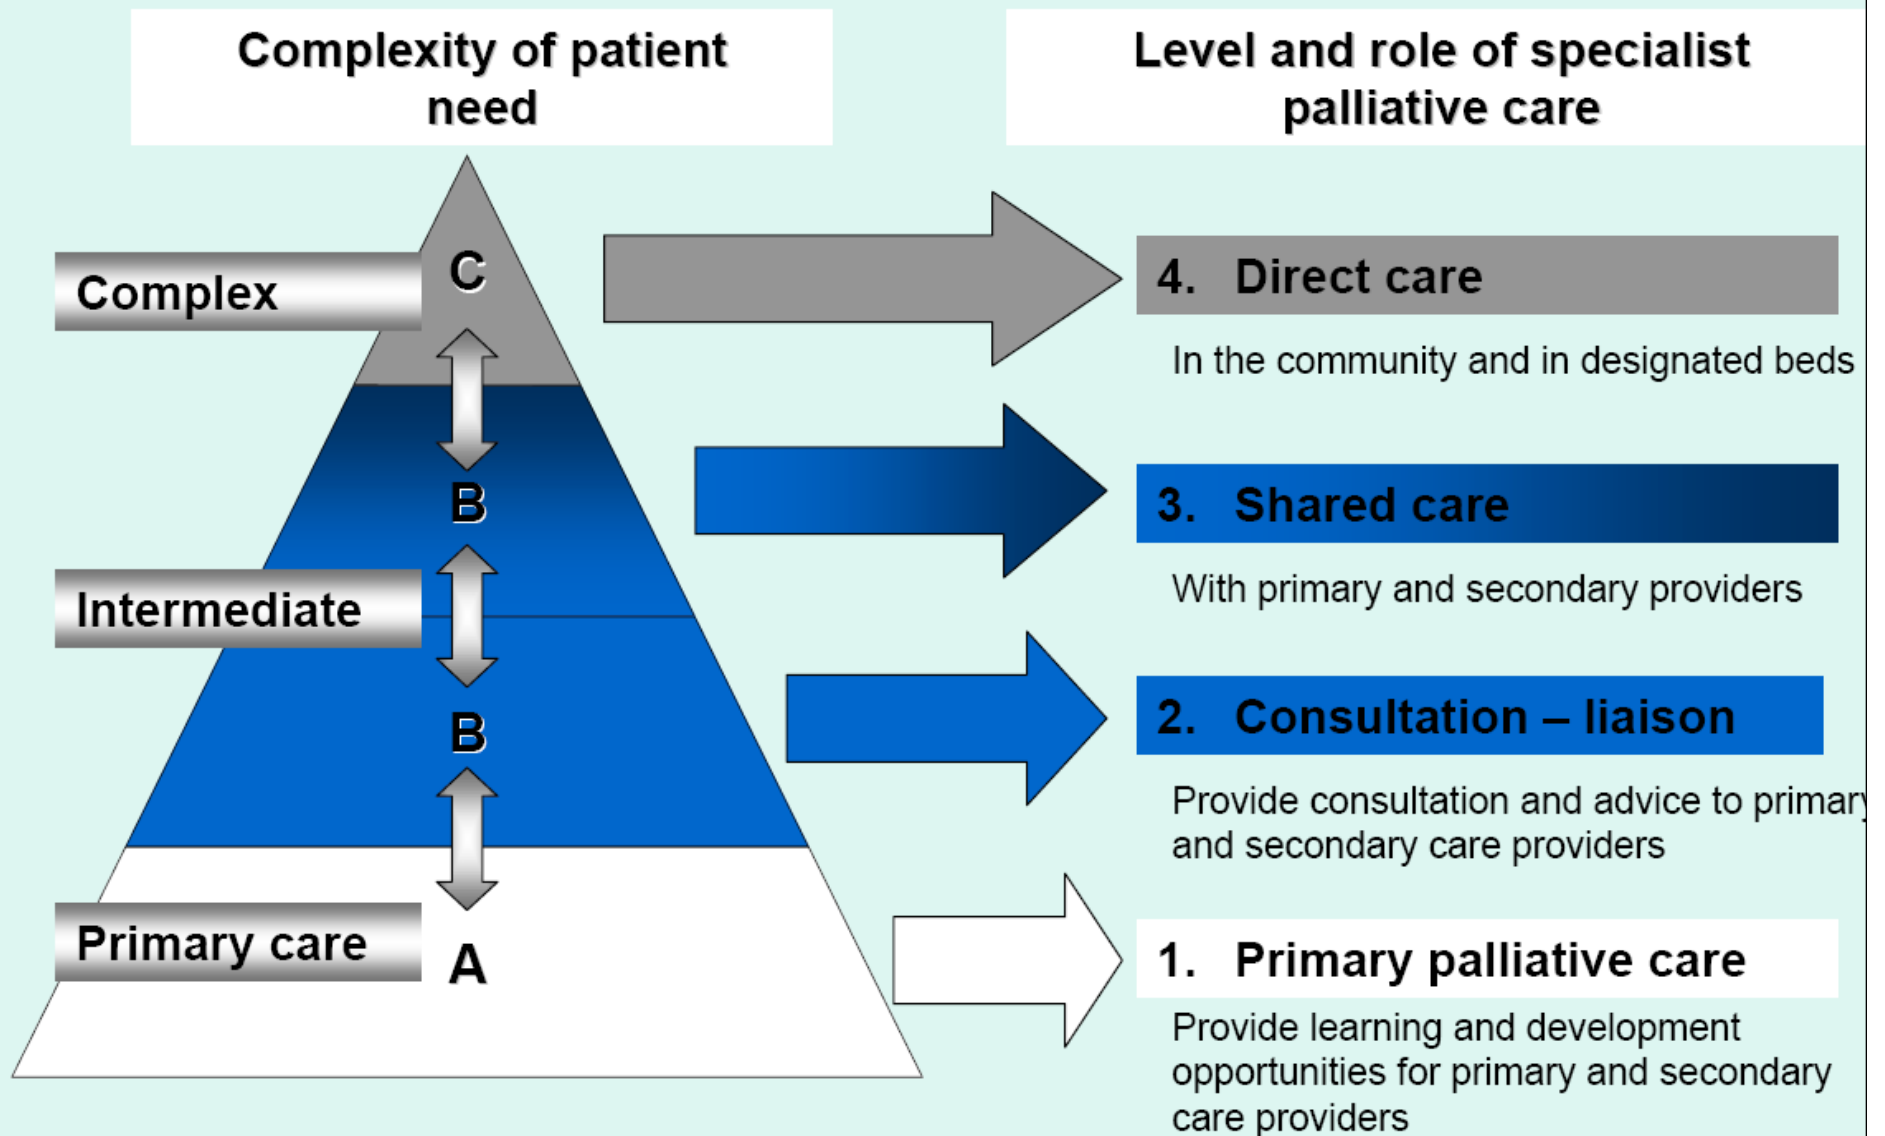 Complexity of patient
need
Level and role of specialist
palliative care
C
Complex
4. Direct care
In the community and in designated beds
B
3. Shared care
With primary and secondary providers
Intermediate
B
2. Consultation – liaison
Provide consultation and advice to primary
and secondary care providers
Primary care
A
1. Primary palliative care
Provide learning and development
opportunities for primary and secondary
care providers